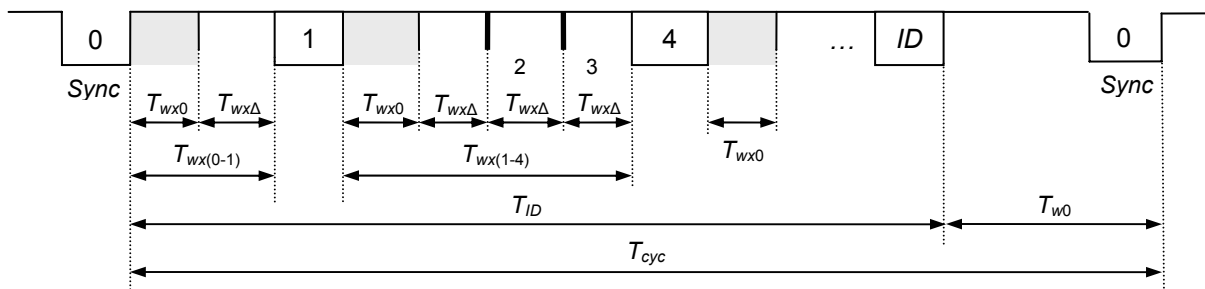 0 1 4 … ID 0
2 3
Sync Sync
Twx0 TwxΔ Twx0 TwxΔ TwxΔ TwxΔ
Twx0
Twx(0-1) Twx(1-4)
TID Tw0
Tcyc